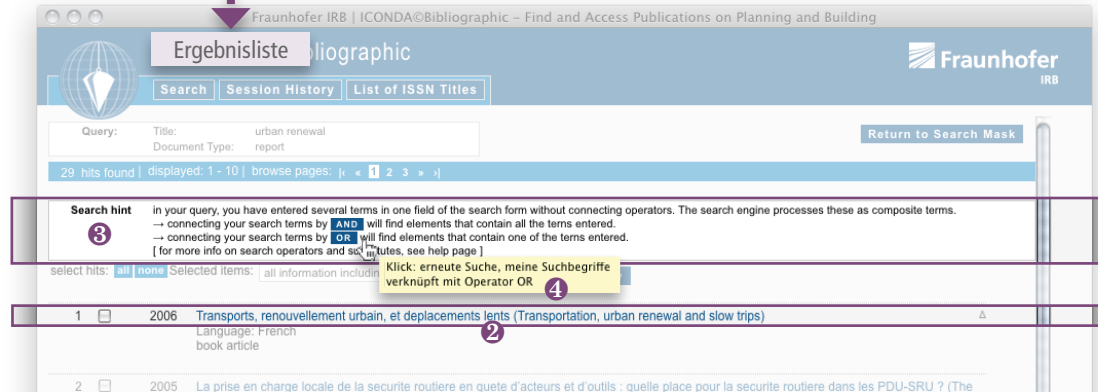 Fraunhofer IRB | ICONDA©Bibliographic – Find and Access Publications on Planning and Building
Ergebnisliste
bliographic
Fraunhofer
IRB
Search Session History List of ISSN Titles
Query: Title: urban renewal
Document Type: report
Return to Search Mask
29 hits found | displayed: 1 - 10 | browse pages: |‹ « 1 2 3 » ›|
Search hint in your query, you have entered several terms in one field of the search form without connecting operators. The search engine processes these as composite terms.
→ connecting your search terms by AND will find elements that contain all the terns entered.
❸
→ connecting your search terms by OR will find elements that contain one of the terns entered.
[ for more info on search operators and see help page ]
select hits: all none Selected items: all information including
Klick: erneute Suche, meine Suchbegriffe
verknüpft mit Operator OR
❹
1 2006 Transports, renouvellement urbain, et deplacements lents (Transportation, urban renewal and slow trips)
Language: French
❷
book article
2 2005 La prise en charge locale de la securite routiere en quete d'acteurs et d'outils : quelle place pour la securite routiere dans les PDU-SRU ? (The